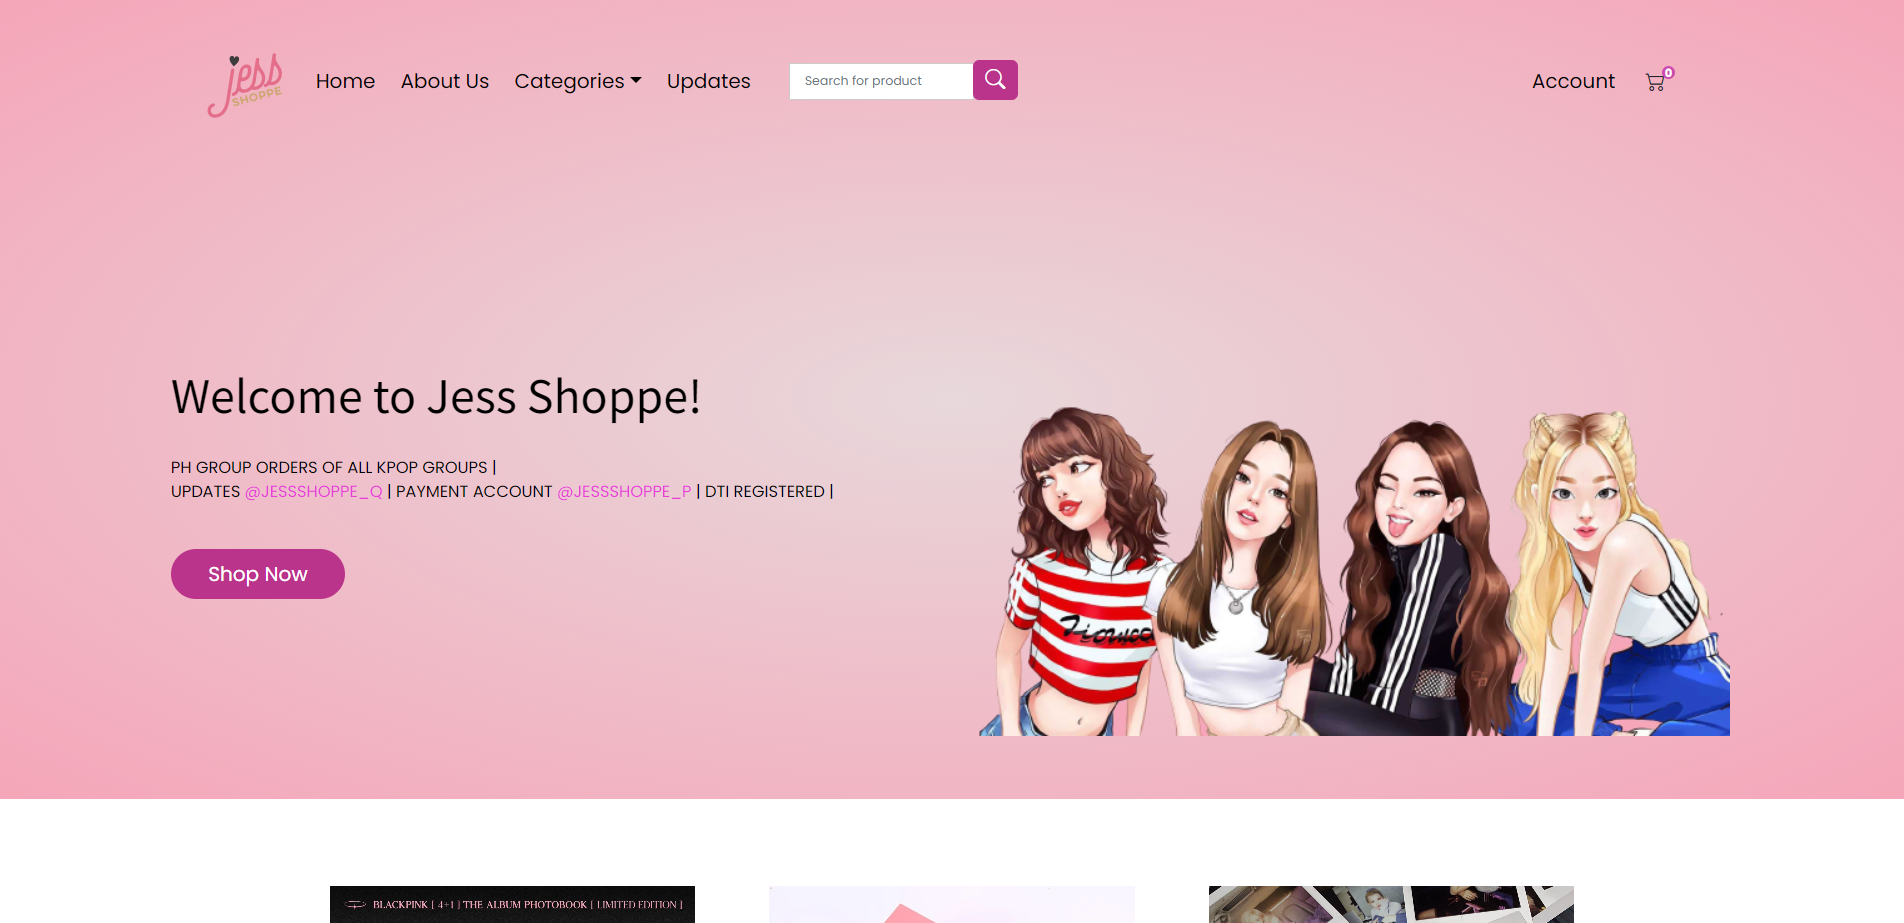 jess
SHOPPE
Home
About Us
Categories
Updates
Search for product
Account
0
Welcome to Jess Shoppe!
PH GROUP ORDERS OF ALL KPOP GROUPS |
UPDATES @JESSSHOPPE_Q | PAYMENT ACCOUNT @JESSSHOPPE_P | DTI REGISTERED |
Shop Now
BLACKPINK [ 4+1 ] THE ALBUM PHOTOBOOK [ LIMITED EDITION ]